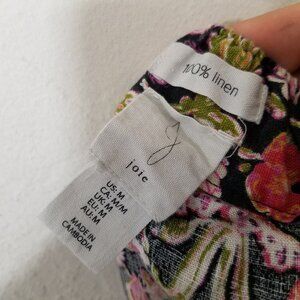 100% linen
J
joie
US: M
CA: M/M
UK: M
EU: M
AU: M
MADE IN
CAMBODIA